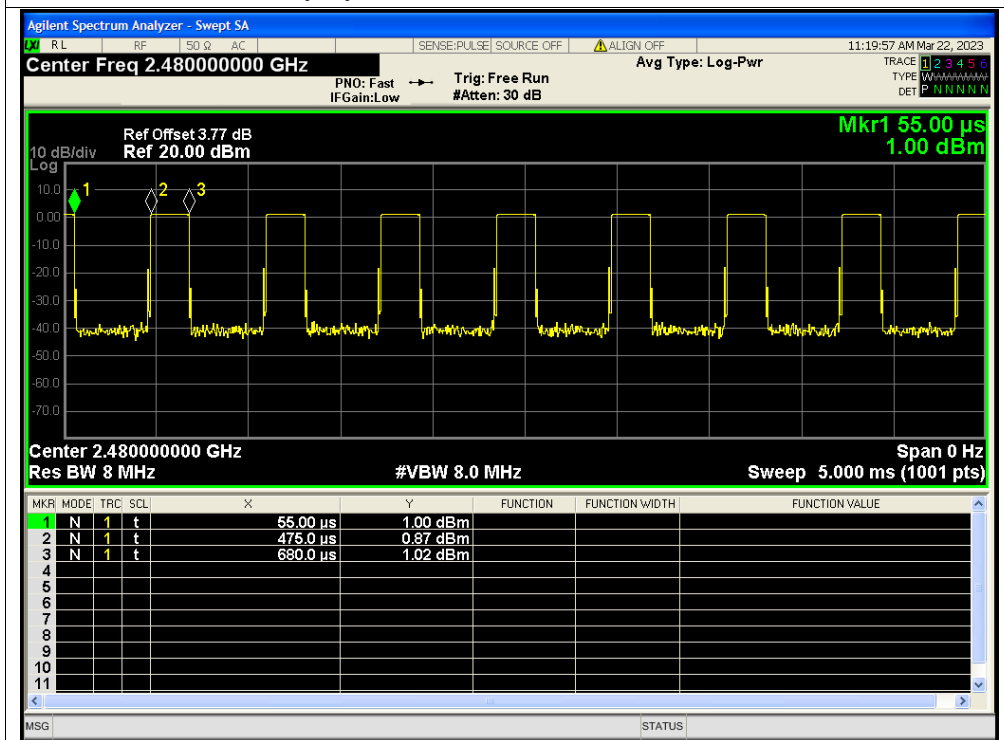 Agilent Spectrum Analyzer - Swept SA
LXI RL RF 50 Ω AC SENSE:PULSE SOURCE OFF ALIGN OFF 11:19:57 AM Mar 22, 2023
Center Freq 2.480000000 GHz Avg Type: Log-Pwr TRACE 1 2 3 4 5 6
PNO: Fast Trig: Free Run TYPE WWWWWW
IFGain:Low #Atten: 30 dB DET P N N N N N
Mkr1 55.00 µs
Ref Offset 3.77 dB
10 dB/div Ref 20.00 dBm 1.00 dBm
Log
10.0
1 2 3
0.00
-10.0
-20.0
-30.0
-40.0
-50.0
-60.0
-70.0
Center 2.480000000 GHz Span 0 Hz
Res BW 8 MHz #VBW 8.0 MHz Sweep 5.000 ms (1001 pts)
MKR MODE TRC SCL X Y FUNCTION FUNCTION WIDTH FUNCTION VALUE
1 N 1 t 55.00 µs 1.00 dBm
2 N 1 t 475.0 µs 0.87 dBm
3 N 1 t 680.0 µs 1.02 dBm
4
5
6
7
8
9
10
11
MSG STATUS